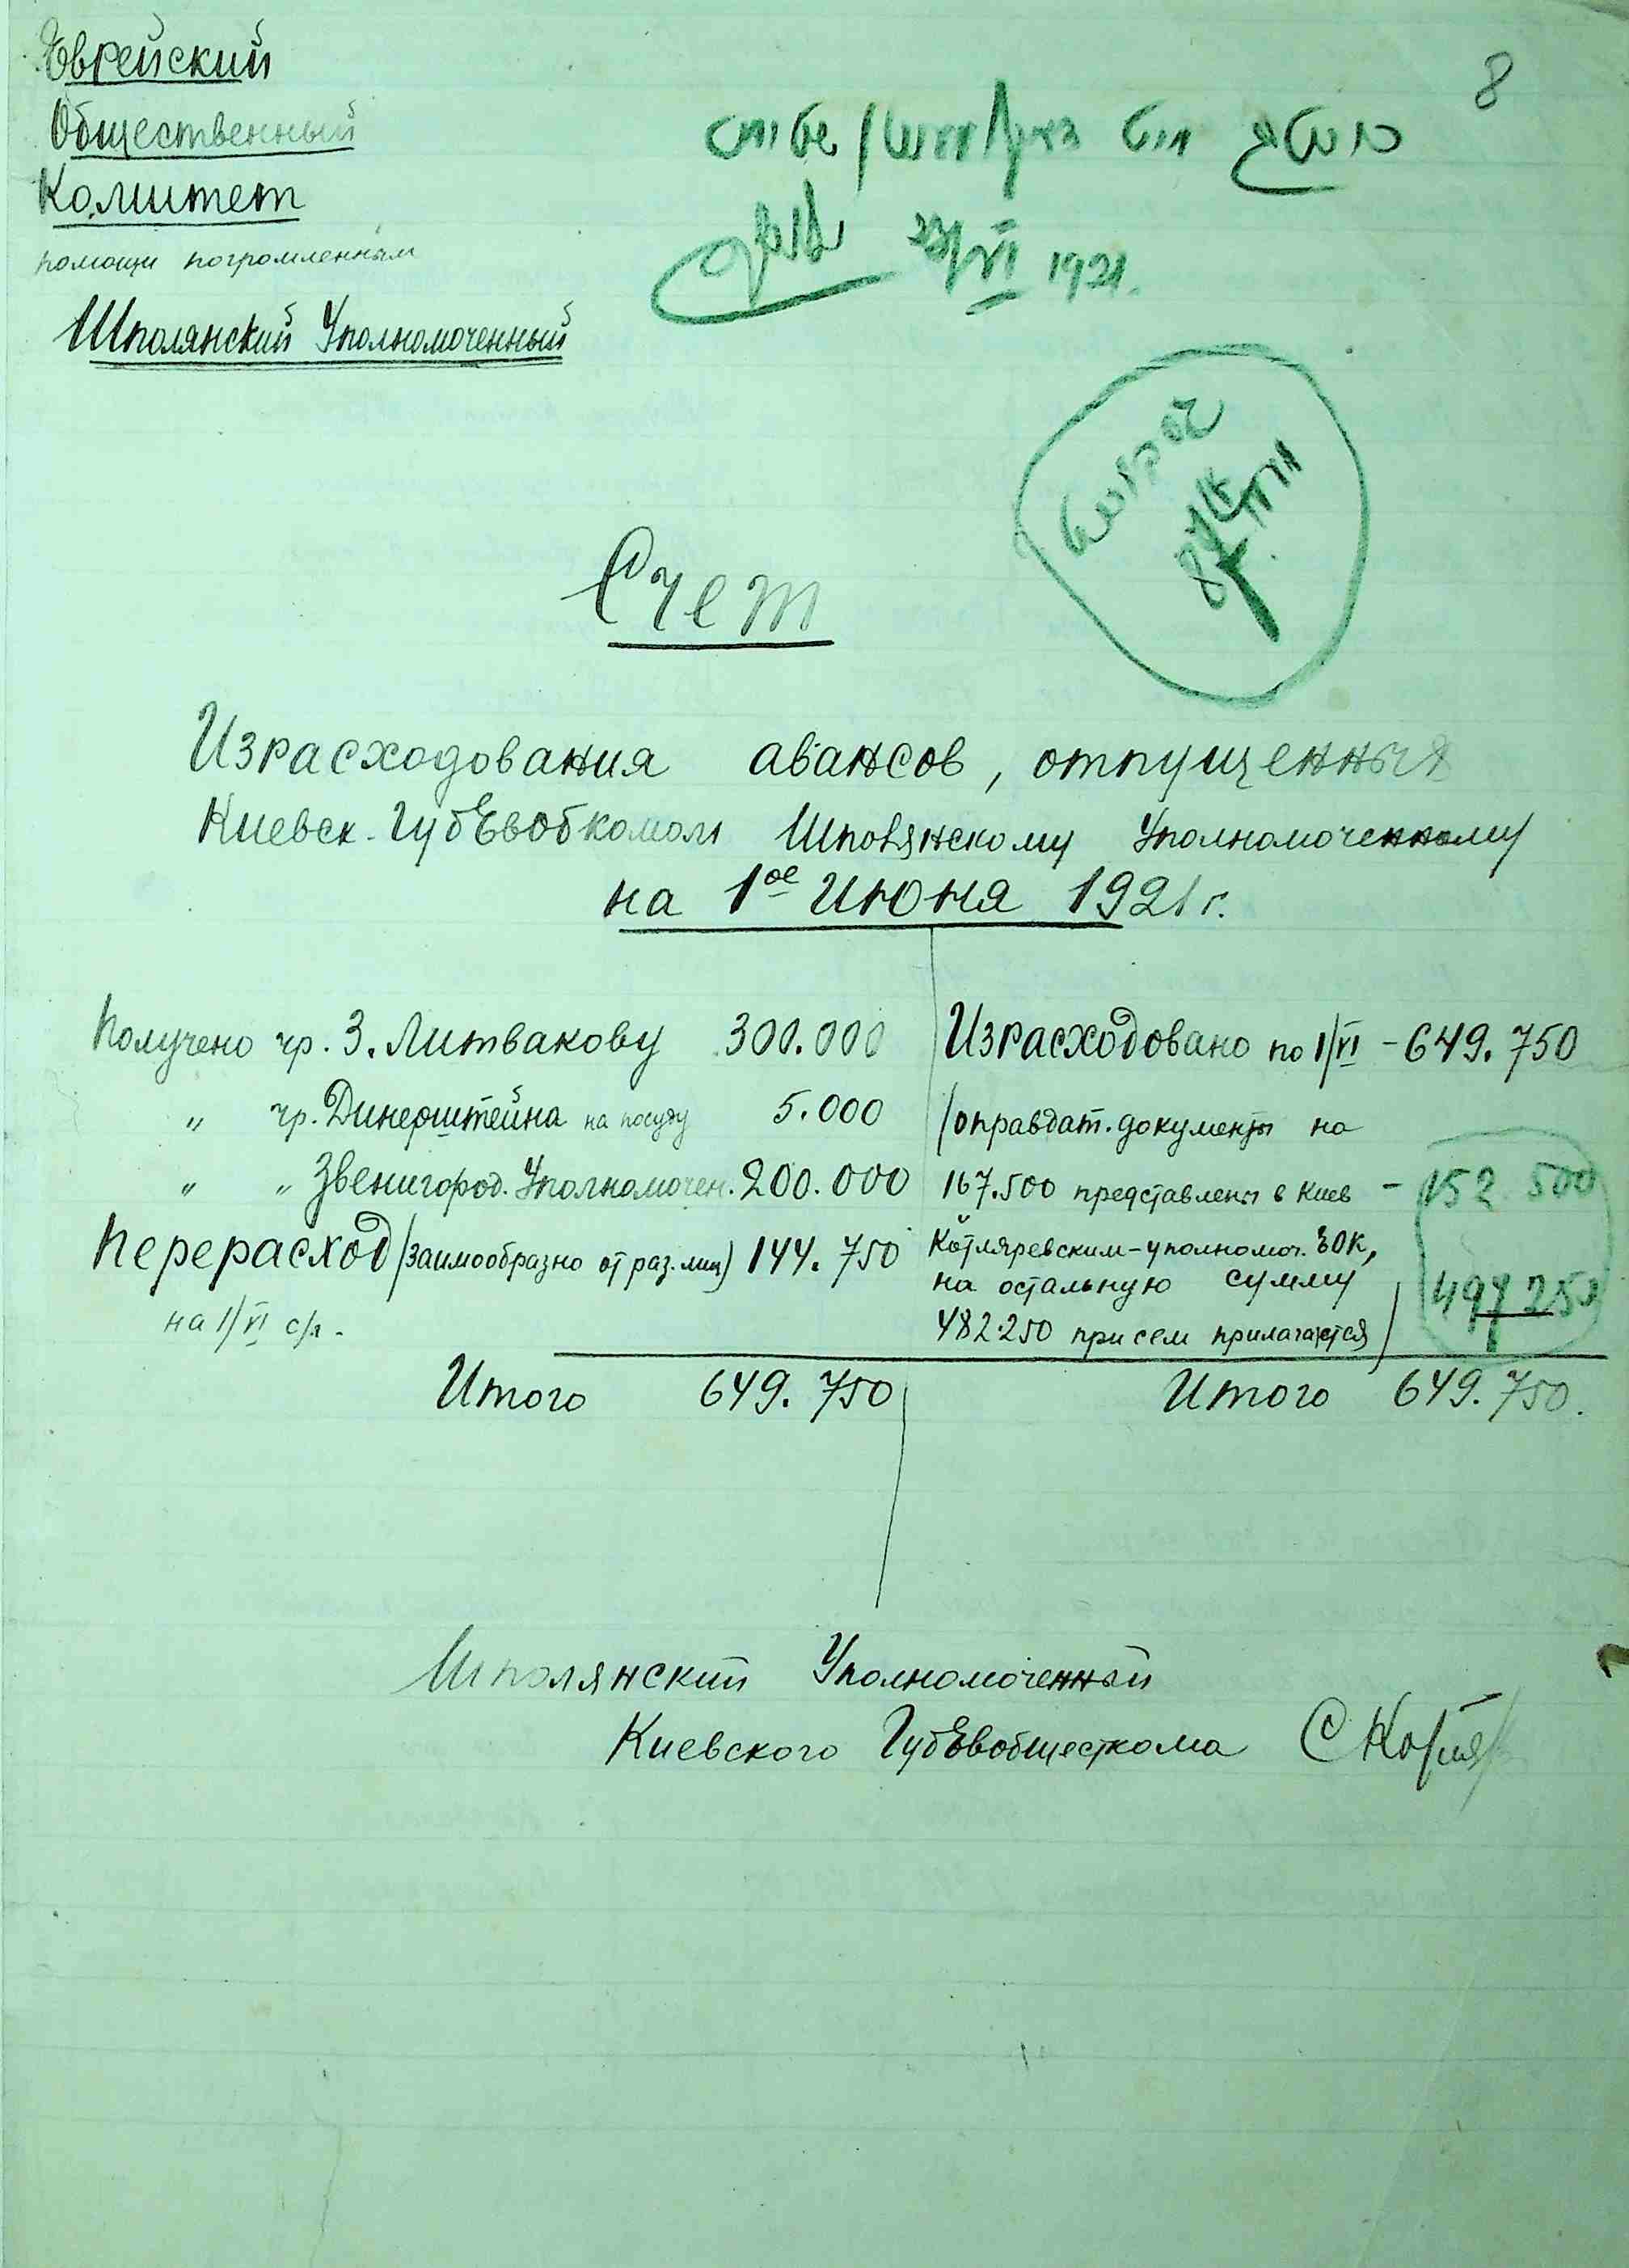 8
Еврейский
Общественный
Комитет
помощи погромленным
Шполянский Уполномоченный
VI 1921.
Счет
Израсходования авансов, отпущенных
Киевск. ГубЕвобкомом Шполянскому Уполномоченному
на 1ое Июня 1921 г.
Получено гр. З. Литвакову 300.000
" гр. Динерштейна на посуду 5.000
" " Звенигород. Уполномочен. 200.000
Перерасход /заимообразно от раз. лиц) 144.750
на 1/VI с/г.
Итого 649.750
Израсходовано по 1/VI - 649.750
/оправдат. документы на
167.500 представлены в Киев - 152 500
Котляревским - уполномоч. ЗОК,
на остальную сумму
497 250
482.250 при сем прилагается/
Итого 649.750.
Шполянский Уполномоченный
Киевского ГубЕвобщесткома